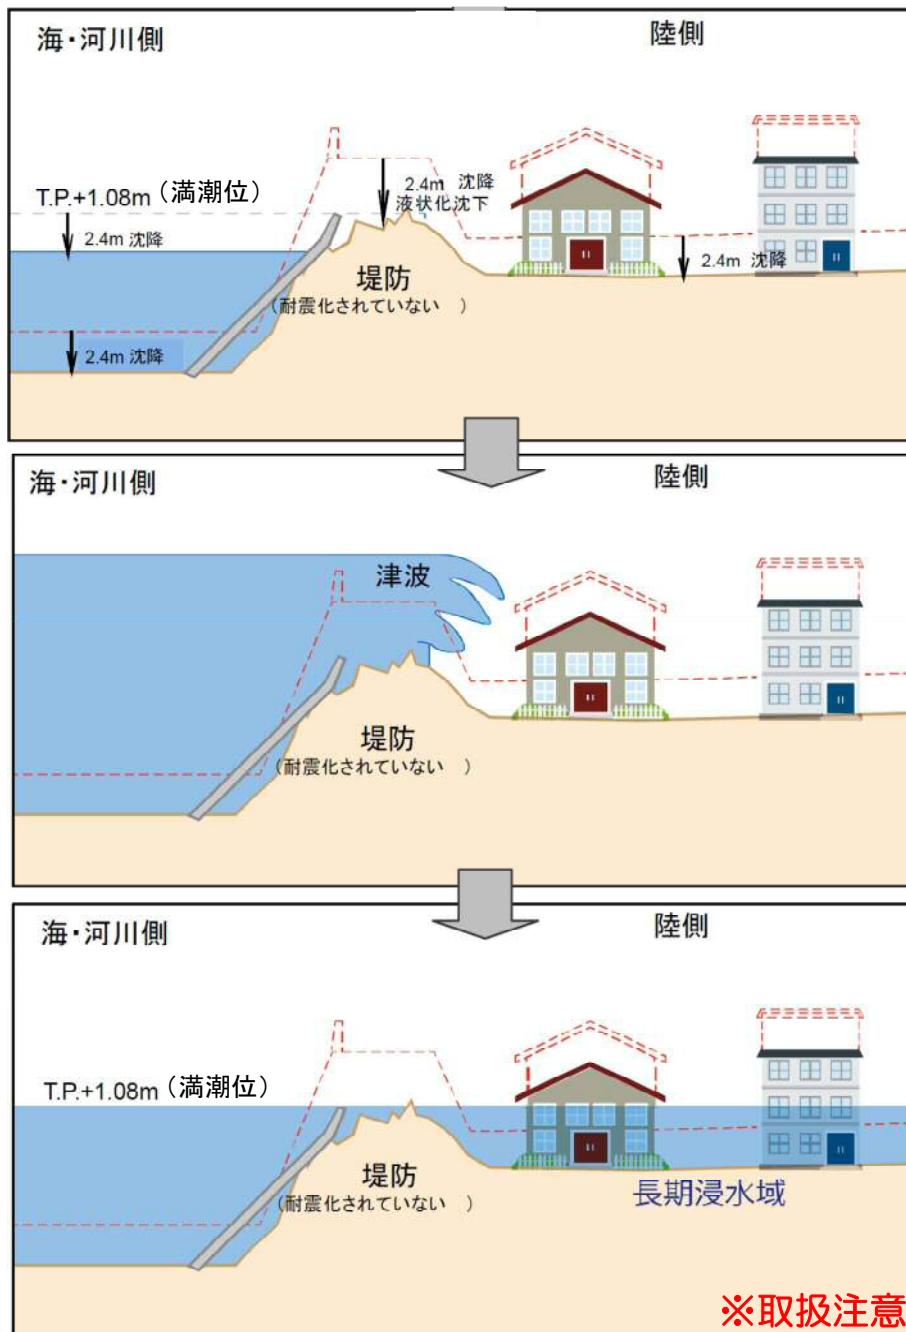 海・河川側
陸側
T.P.+1.08m（満潮位）
2.4m 沈降
液状化沈下
2.4m 沈降
2.4m 沈降
堤防
（耐震化されていない　）
2.4m 沈降
海・河川側
陸側
津波
堤防
（耐震化されていない　）
海・河川側
陸側
T.P.+1.08m（満潮位）
堤防
（耐震化されていない　）
長期浸水域
※取扱注意